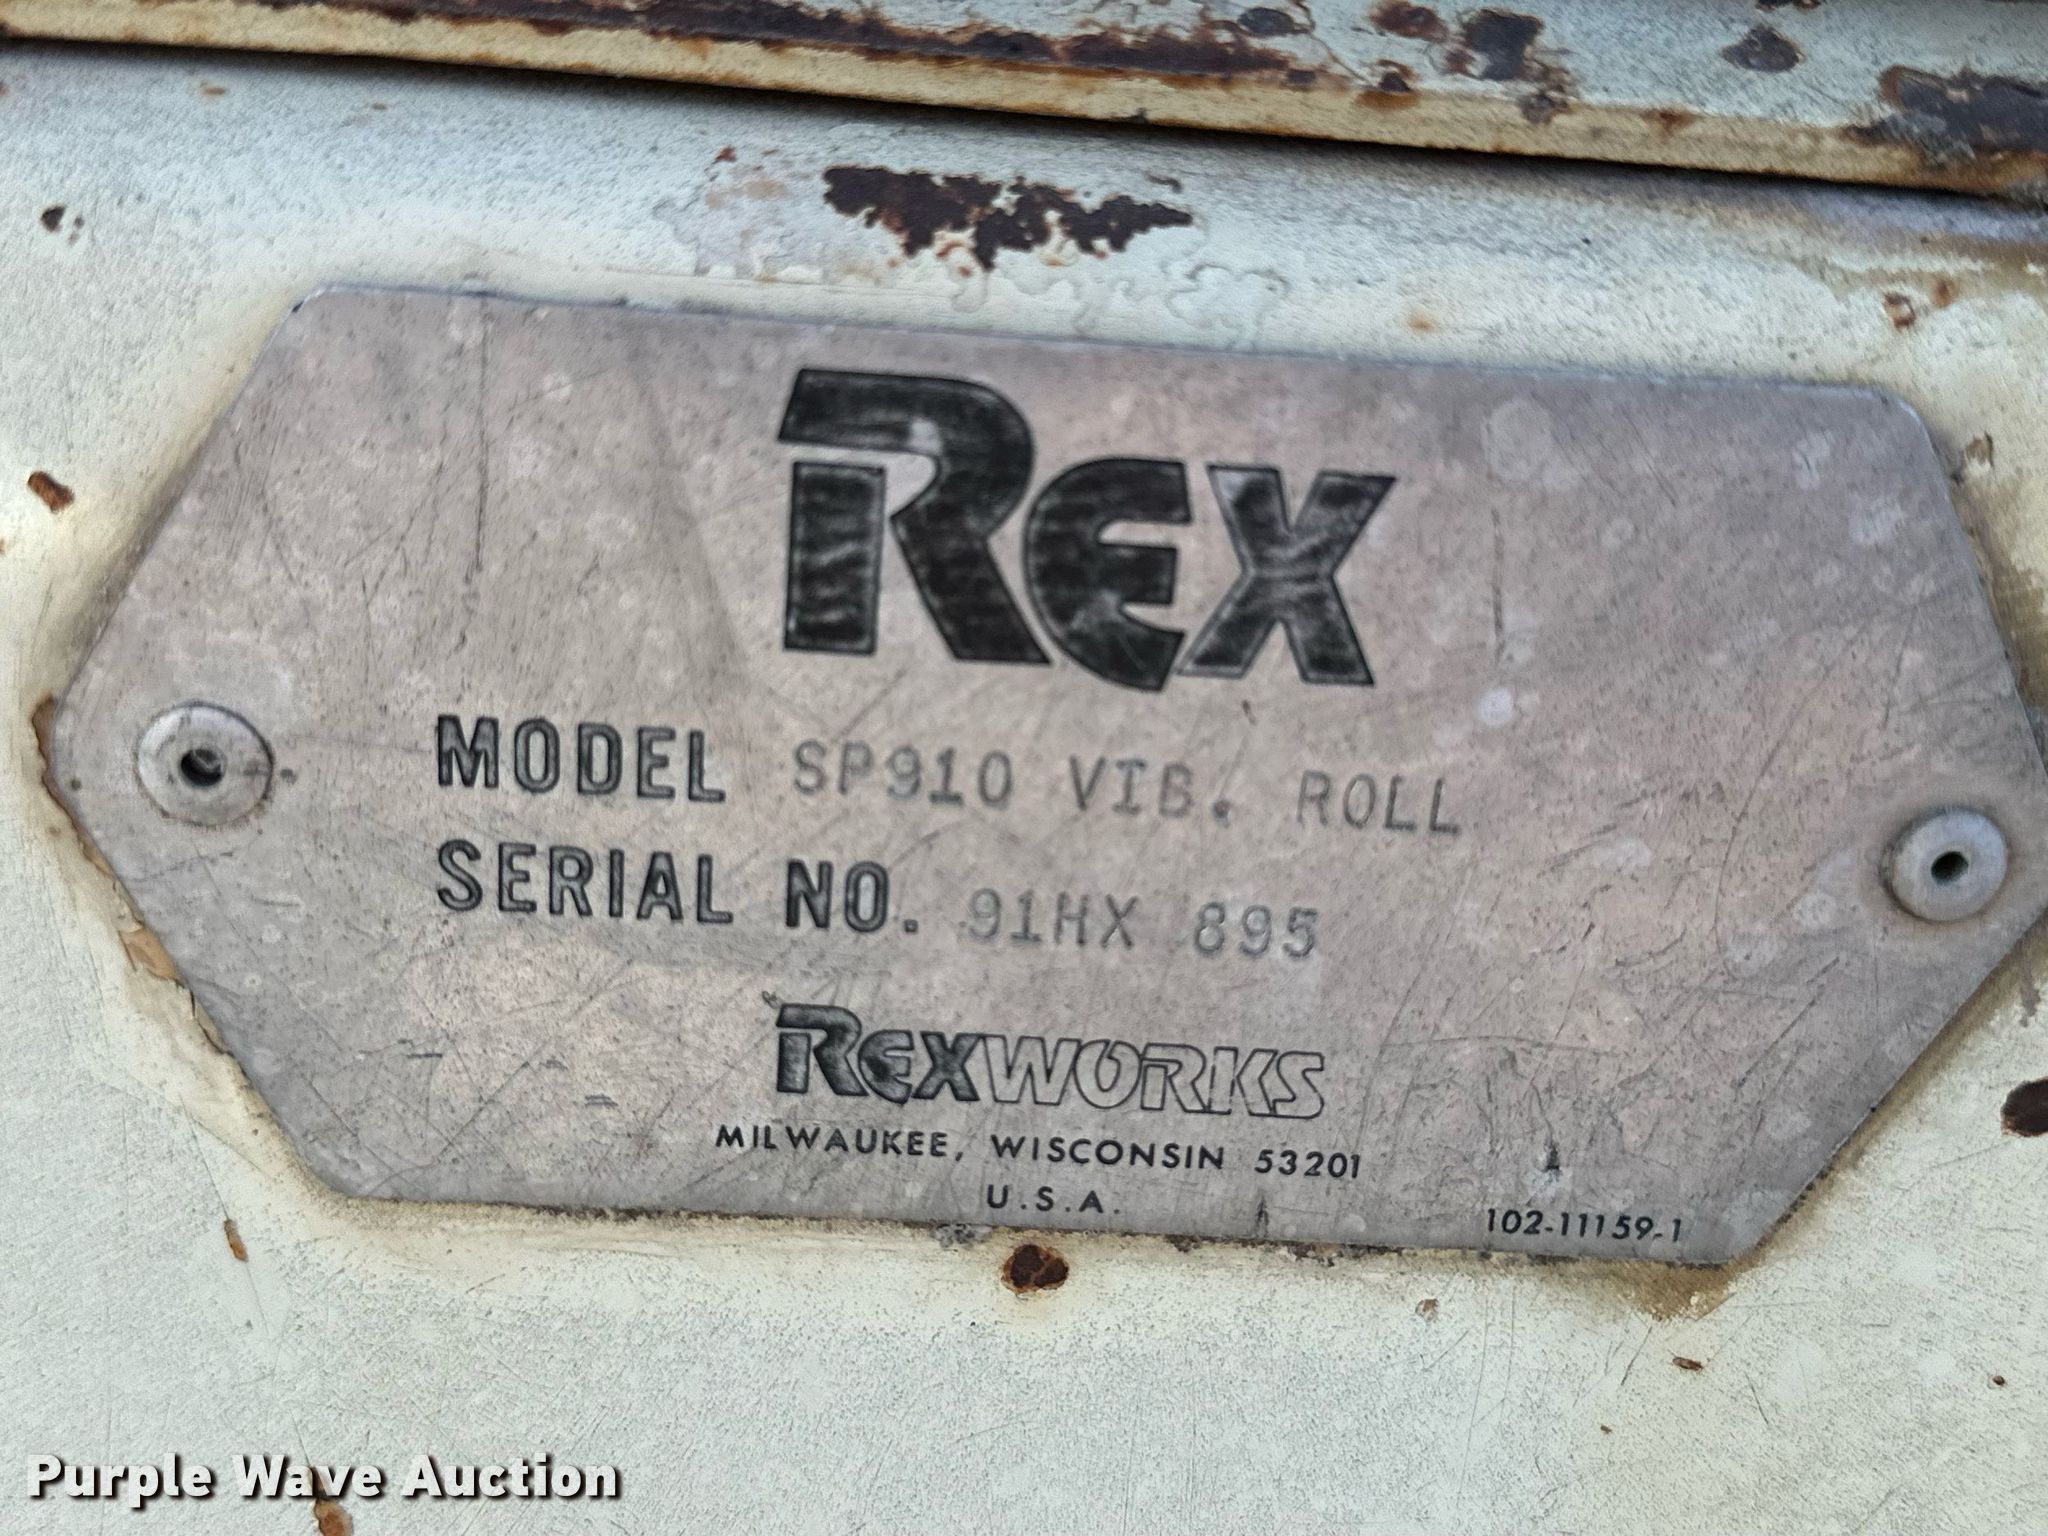 REX
MODEL SP910 VIB. ROLL
SERIAL NO. 91HX 895
REXWORKS
MILWAUKEE, WISCONSIN 53201
U.S.A.
102-11159-1
Purple Wave Auction